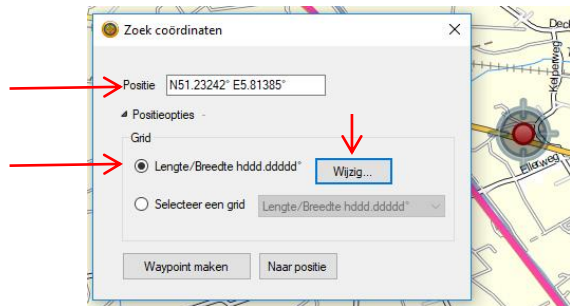 Zoek coördinaten
Positie N51.23242° E5.81385°
Positieopties -
Grid
Lengte/Breedte hddd.ddddd° Wijzig...
Selecteer een grid Lengte/Breedte hddd.ddddd°
Waypoint maken Naar positie
Kelperweg
Ellerweg